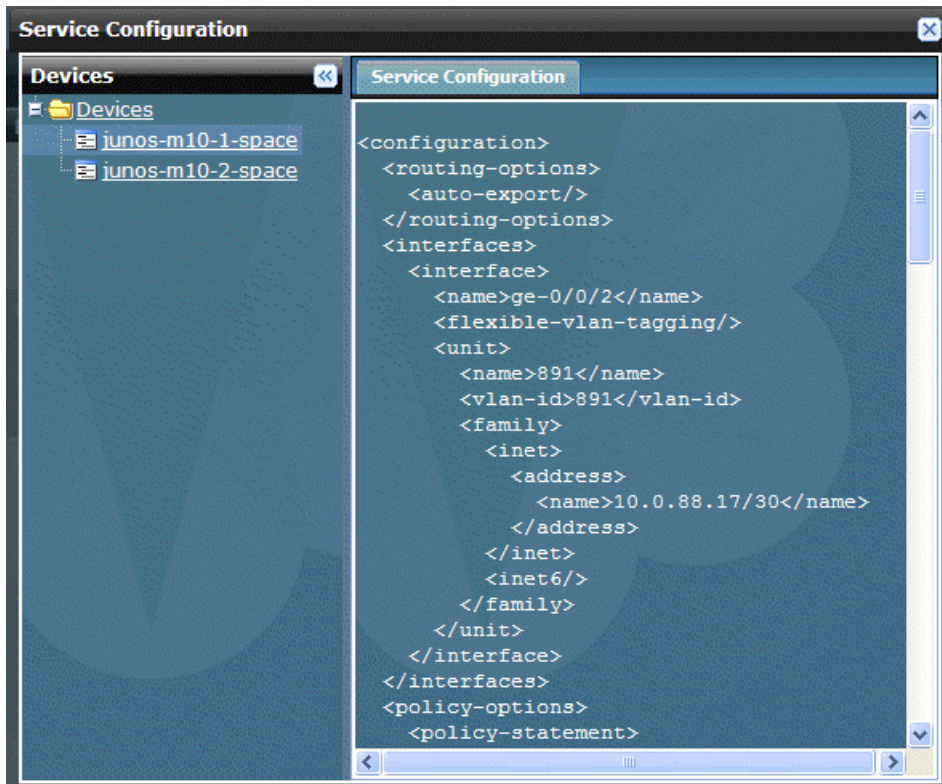 Service Configuration
Devices
Devices
junos-m10-1-space
junos-m10-2-space
Service Configuration
<configuration>
  <routing-options>
    <auto-export/>
  </routing-options>
  <interfaces>
    <interface>
      <name>ge-0/0/2</name>
      <flexible-vlan-tagging/>
      <unit>
        <name>891</name>
        <vlan-id>891</vlan-id>
        <family>
          <inet>
            <address>
              <name>10.0.88.17/30</name>
            </address>
          </inet>
          <inet6/>
        </family>
      </unit>
    </interface>
  </interfaces>
  <policy-options>
    <policy-statement>